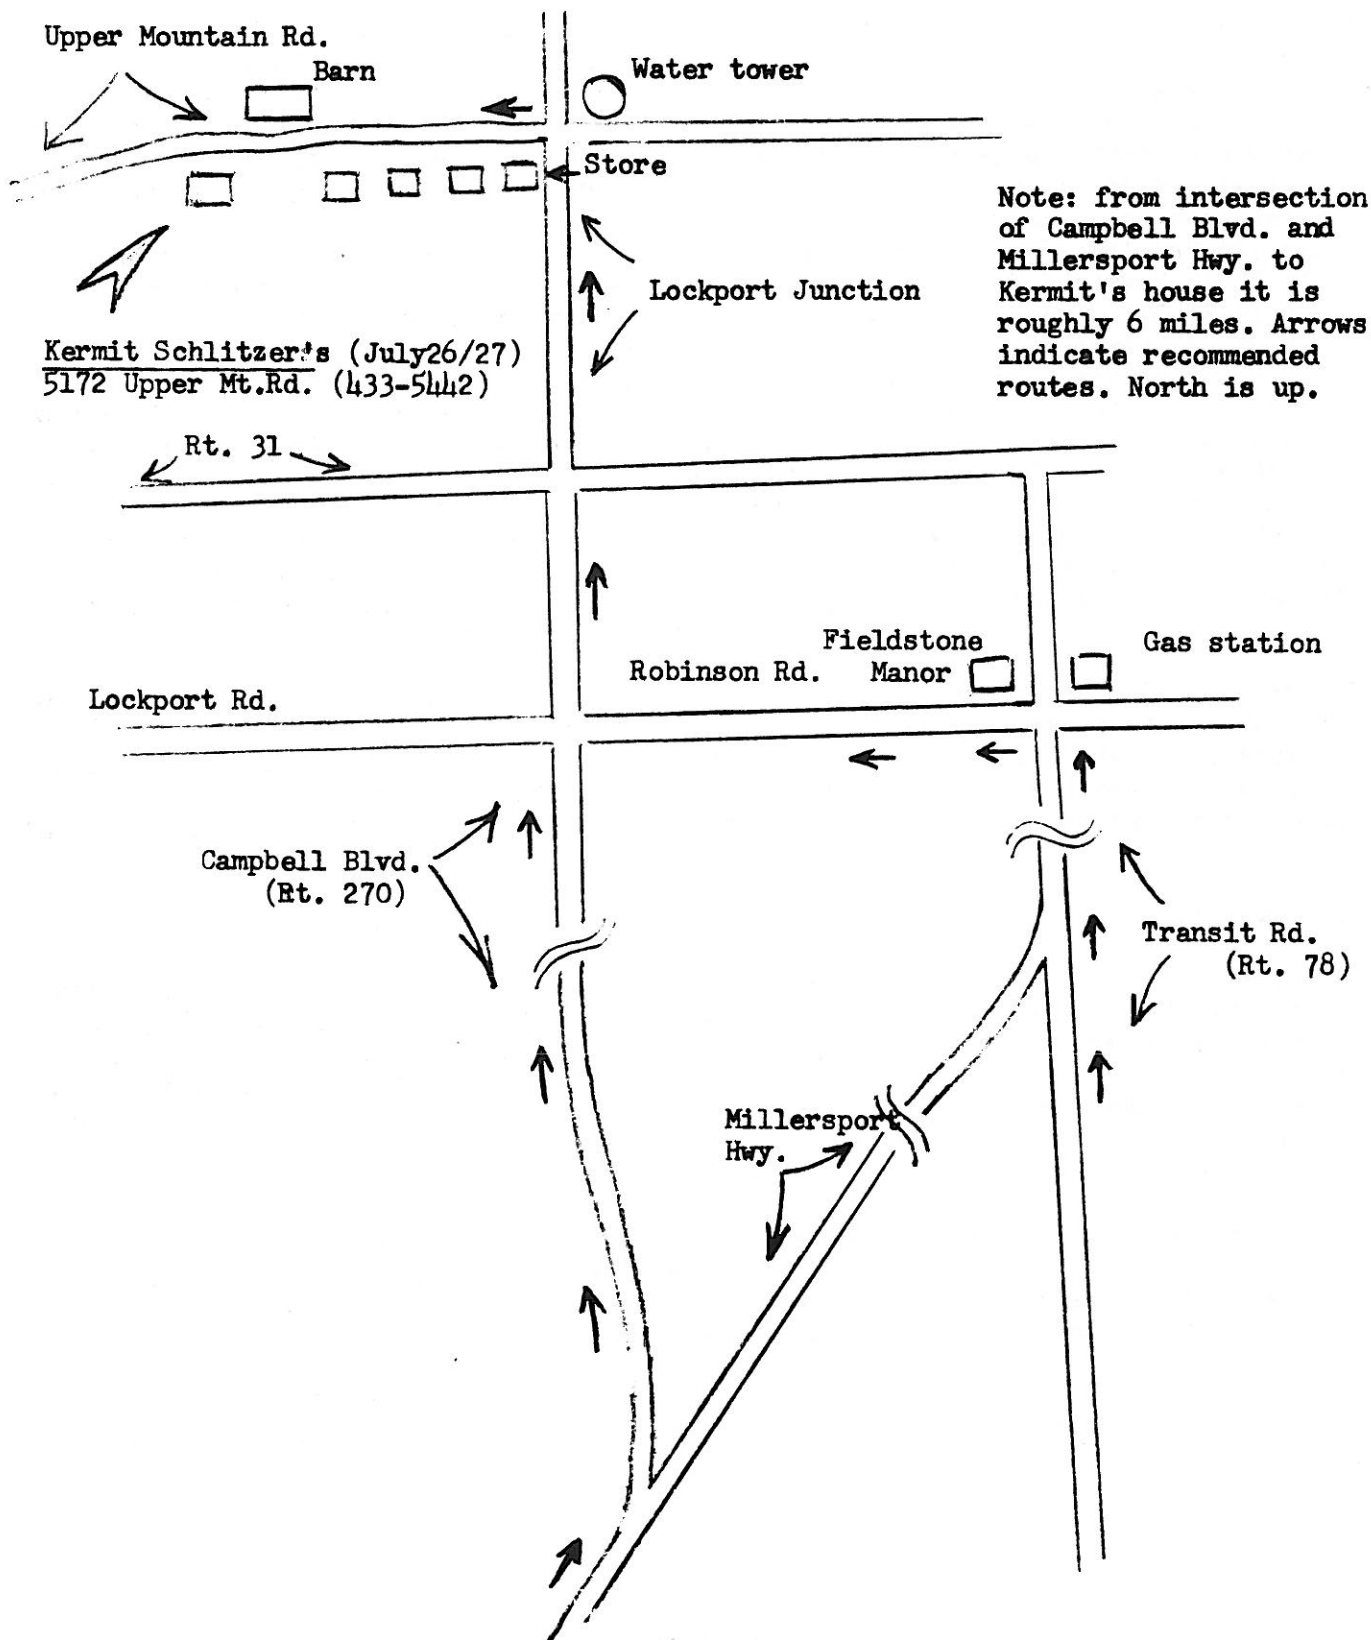 Upper Mountain Rd.
Barn
Water tower
Store
Note: from intersection
of Campbell Blvd. and
Millersport Hwy. to
Kermit's house it is
roughly 6 miles. Arrows
indicate recommended
routes. North is up.
Lockport Junction
Kermit Schlitzer's (July26/27)
5172 Upper Mt.Rd. (433-5442)
Rt. 31
Fieldstone
Manor
Gas station
Robinson Rd.
Lockport Rd.
Campbell Blvd.
(Rt. 270)
Transit Rd.
(Rt. 78)
Millersport
Hwy.